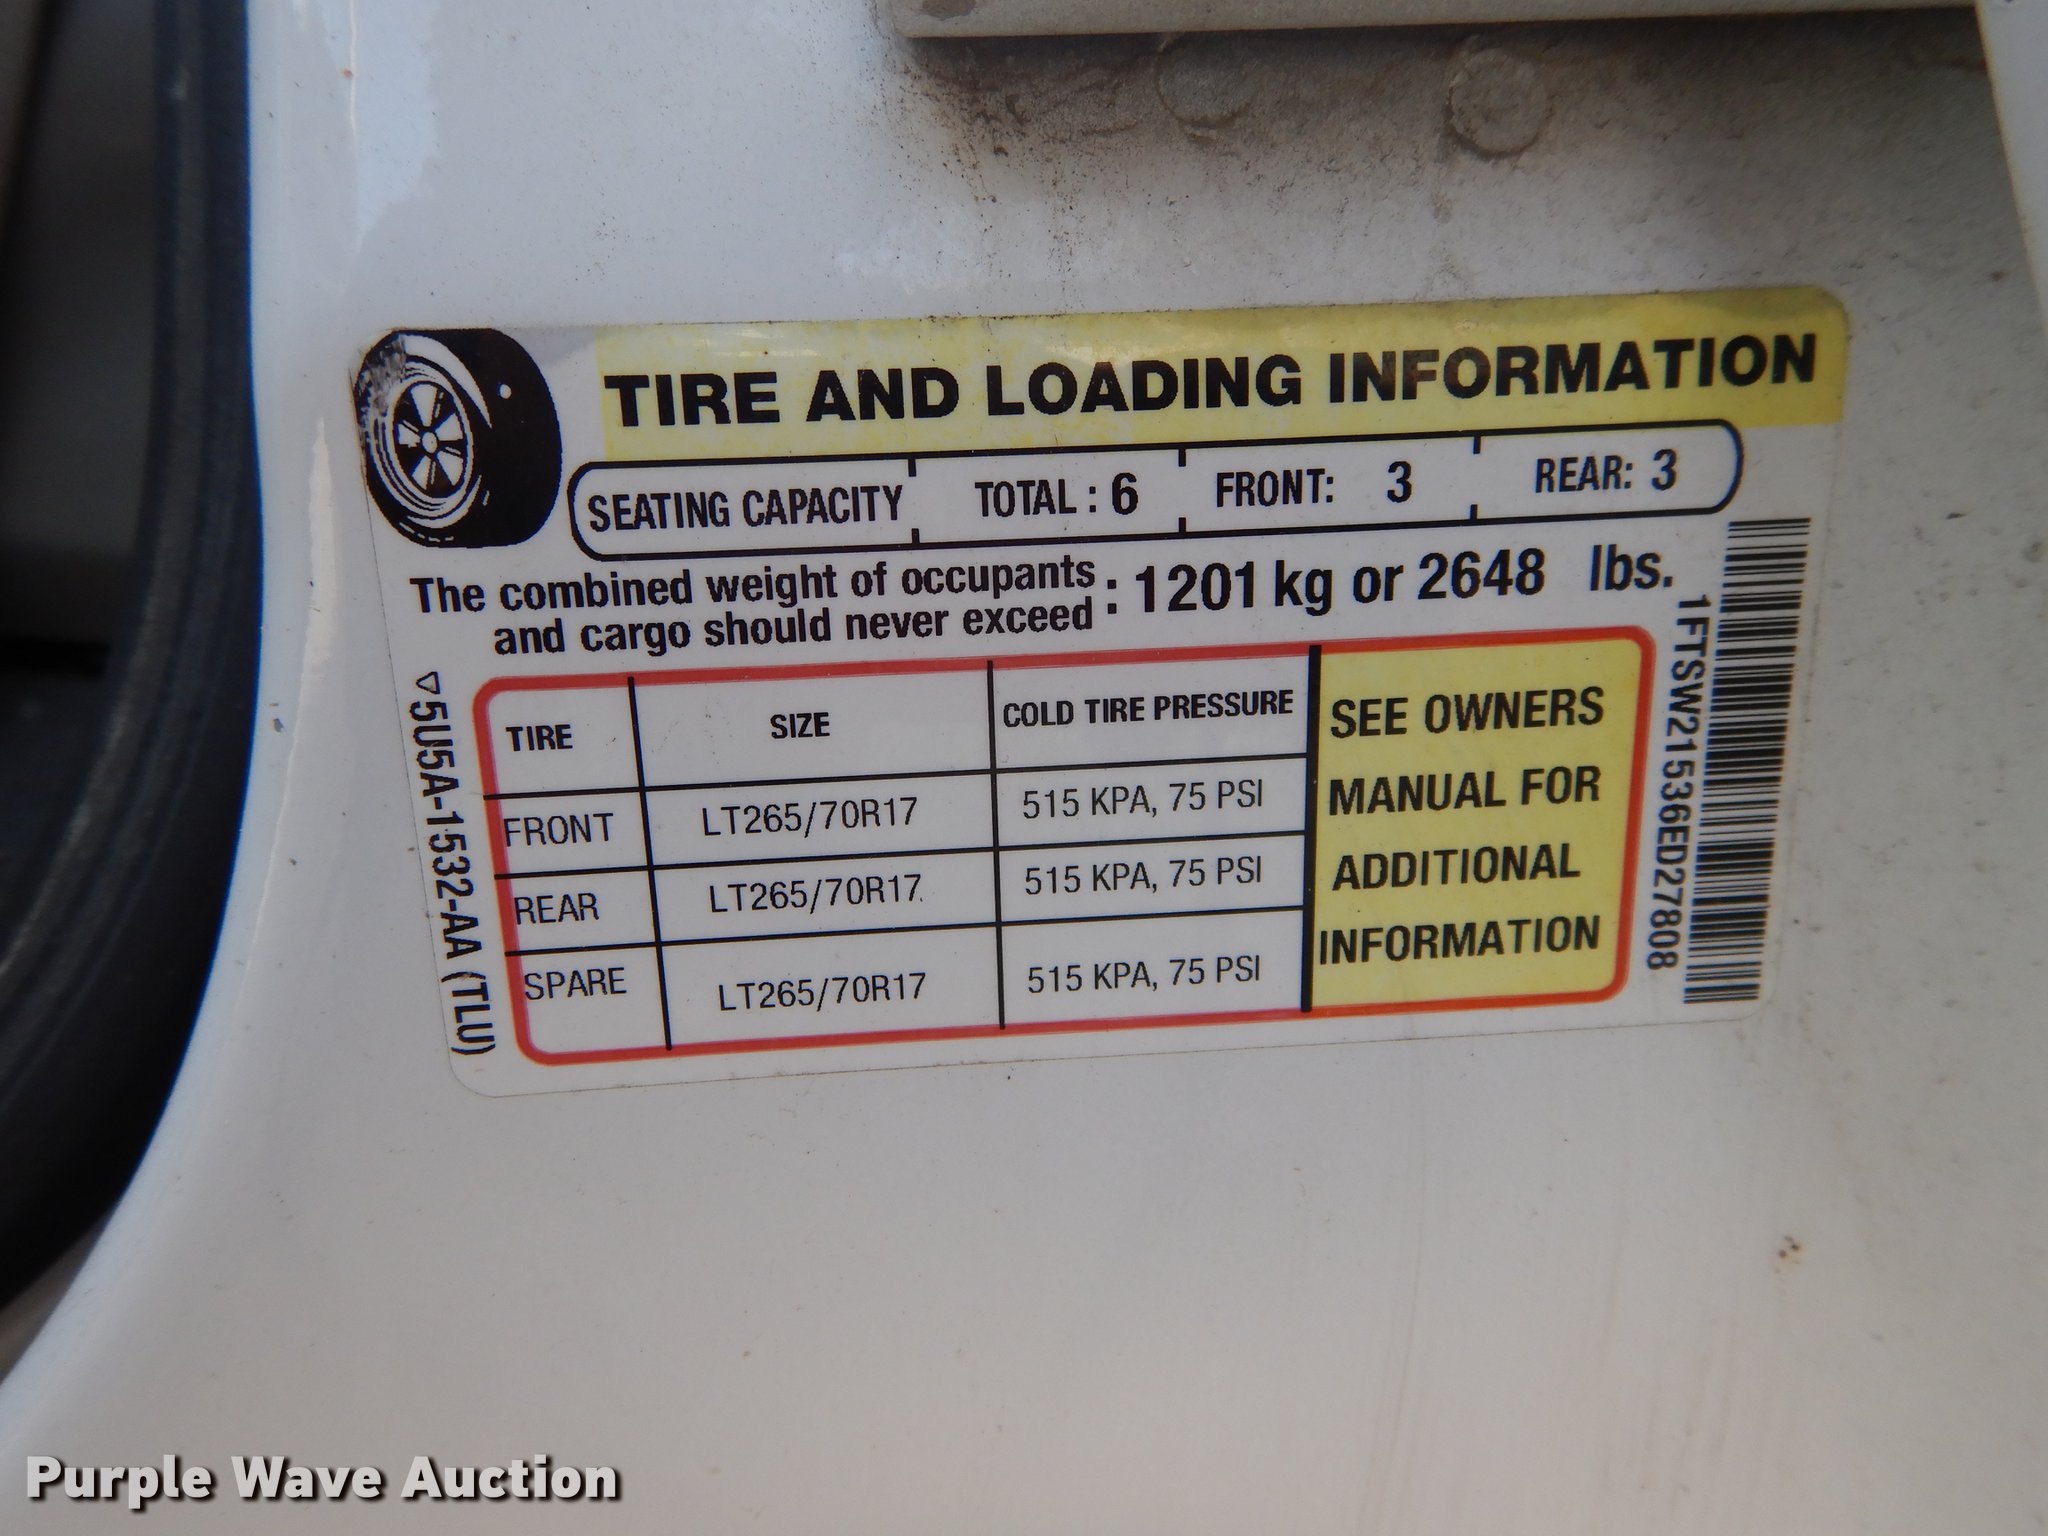 TIRE AND LOADING INFORMATION
SEATING CAPACITY TOTAL : 6 FRONT: 3 REAR: 3
The combined weight of occupants
and cargo should never exceed : 1201 kg or 2648 lbs.
TIRE SIZE COLD TIRE PRESSURE
FRONT LT265/70R17 515 KPA, 75 PSI
REAR LT265/70R17 515 KPA, 75 PSI
SPARE LT265/70R17 515 KPA, 75 PSI
SEE OWNERS
MANUAL FOR
ADDITIONAL
INFORMATION
5U5A-1532-AA (TLU)
1FTSW21536ED27808
Purple Wave Auction